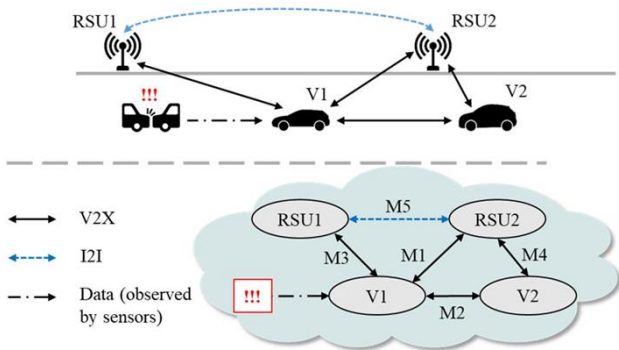 RSU1
RSU2
!!!
V1
V2
V2X
I2I
Data (observed
by sensors)
RSU1
M5
RSU2
M3
M1
M4
!!!
V1
M2
V2